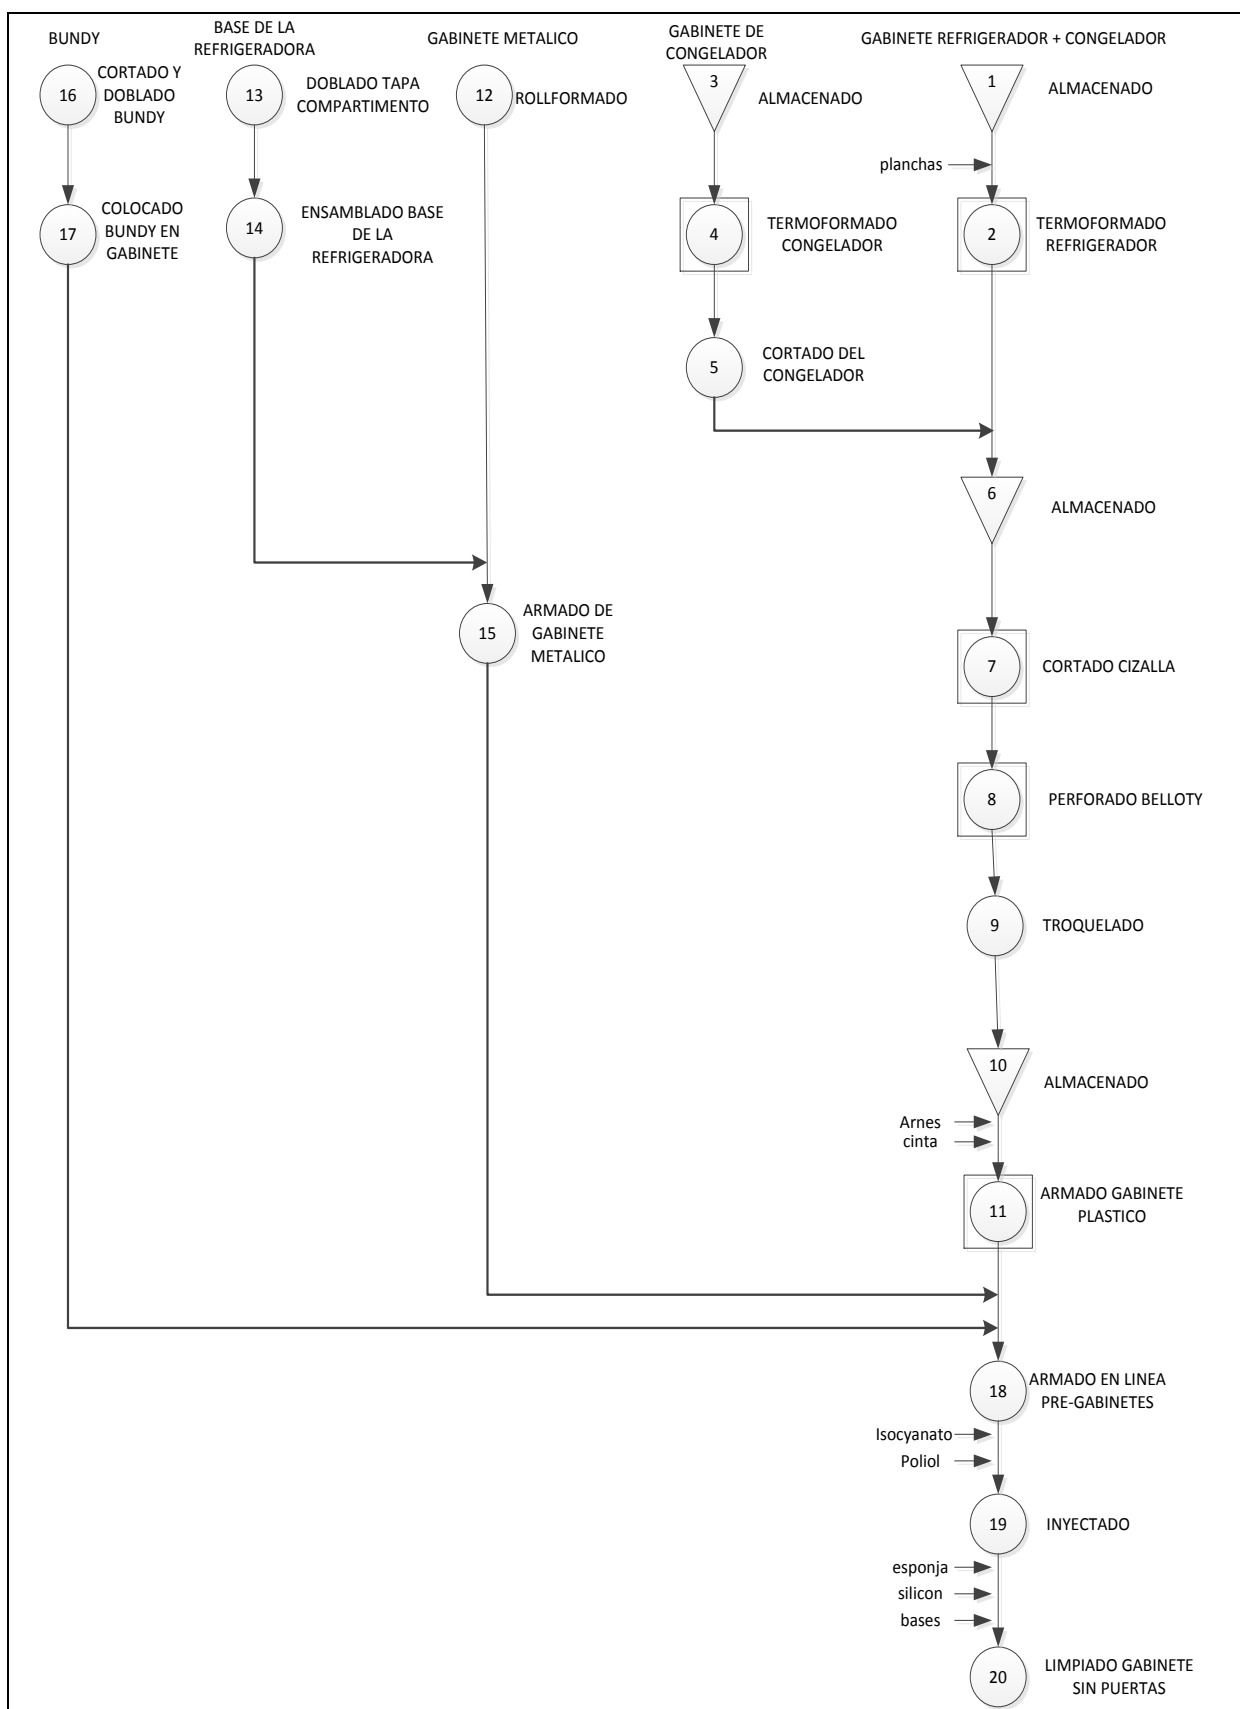 BUNDY
BASE DE LA
REFRIGERADORA
GABINETE METALICO
GABINETE DE
CONGELADOR
GABINETE REFRIGERADOR + CONGELADOR
16
CORTADO Y
DOBLADO
BUNDY
13
DOBLADO TAPA
COMPARTIMENTO
12
ROLLFORMADO
3
ALMACENADO
1
ALMACENADO
planchas
17
COLOCADO
BUNDY EN
GABINETE
14
ENSAMBLADO BASE
DE LA
REFRIGERADORA
4
TERMOFORMADO
CONGELADOR
2
TERMOFORMADO
REFRIGERADOR
5
CORTADO DEL
CONGELADOR
6
ALMACENADO
15
ARMADO DE
GABINETE
METALICO
7
CORTADO CIZALLA
8
PERFORADO BELLOTY
9
TROQUELADO
10
ALMACENADO
Arnes
cinta
11
ARMADO GABINETE
PLASTICO
18
ARMADO EN LINEA
PRE-GABINETES
Isocyanato
Poliol
19
INYECTADO
esponja
silicon
bases
20
LIMPIADO GABINETE
SIN PUERTAS